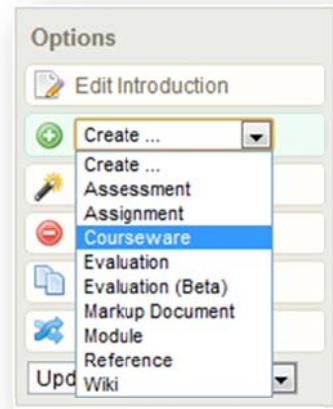 Options
Edit Introduction
Create ...
Create ...
Assessment
Assignment
Courseware
Evaluation
Evaluation (Beta)
Markup Document
Module
Reference
Wiki
Upd